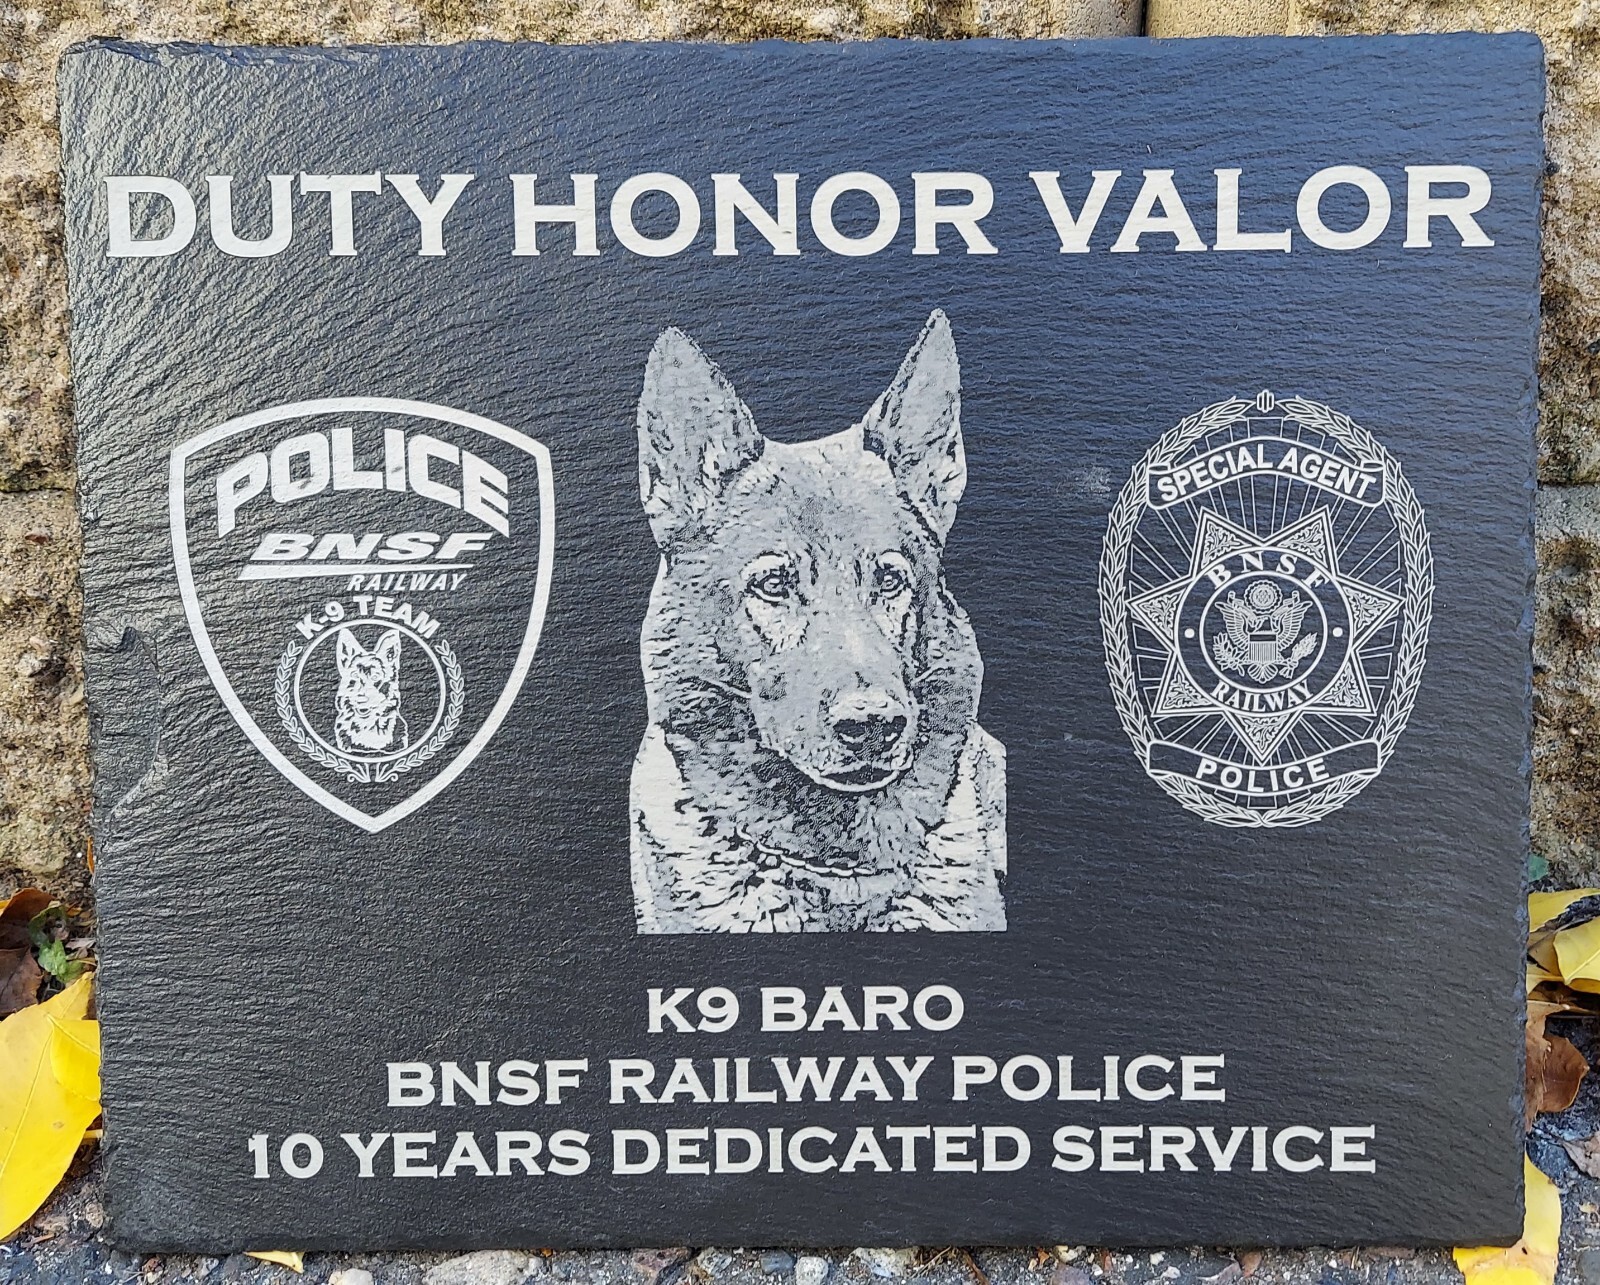 DUTY HONOR VALOR
POLICE
BNSF
RAILWAY
K-9 TEAM
SPECIAL AGENT
BNSF
RAILWAY
POLICE
K9 BARO
BNSF RAILWAY POLICE
10 YEARS DEDICATED SERVICE